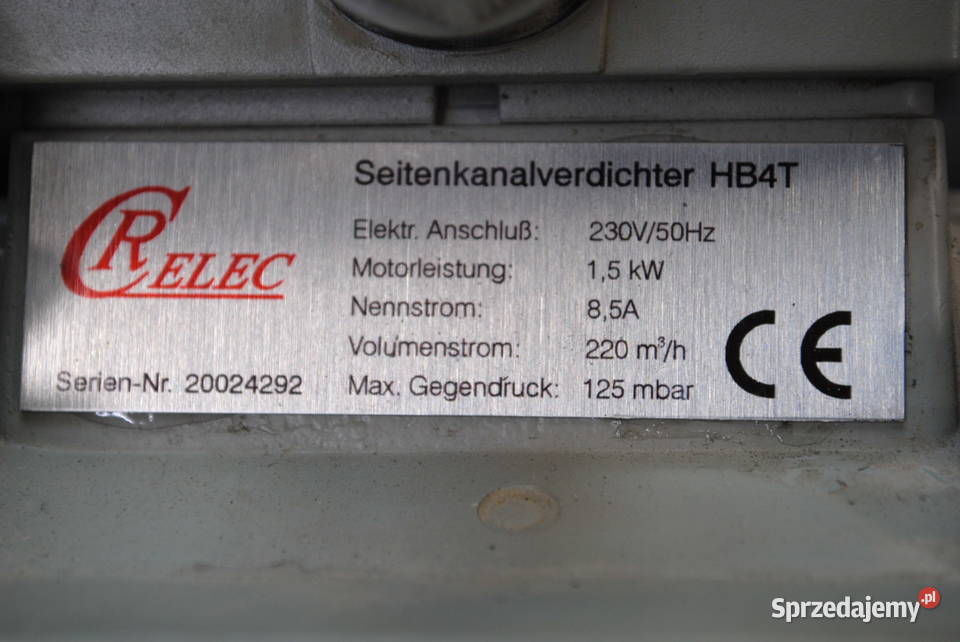 Seitenkanalverdichter HB4T
CRELEC
Elektr. Anschluß: 230V/50Hz
Motorleistung: 1,5 kW
Nennstrom: 8,5A
Volumenstrom: 220 m³/h
Serien-Nr. 20024292
Max. Gegendruck: 125 mbar
CE
Sprzedajemy.pl